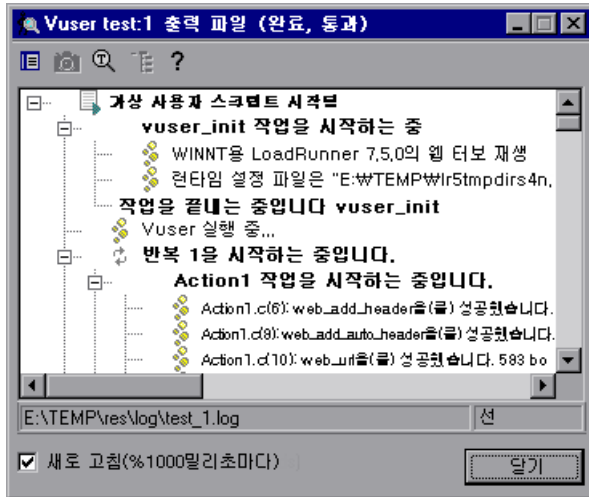 Vuser test:1 출력 파일 (완료, 통과)
가상 사용자 스크립트 시작됨
vuser_init 작업을 시작하는 중
WINNT용 LoadRunner 7,5,0의 웹 터보 재생
런타임 설정 파일은 "E:₩TEMP₩lr5tmpdirs4n,
작업을 끝내는 중입니다 vuser_init
Vuser 실행 중...
반복 1을 시작하는 중입니다.
Action1 작업을 시작하는 중입니다.
Action1.c(6): web_add_header을(를) 성공했습니다.
Action1.c(9): web_add_auto_header을(를) 성공했습니다.
Action1.c(10): web_url을(를) 성공했습니다. 593 bo
E:\TEMP\res\log\test_1.log
선
새로 고침(%1000밀리초마다)
닫기